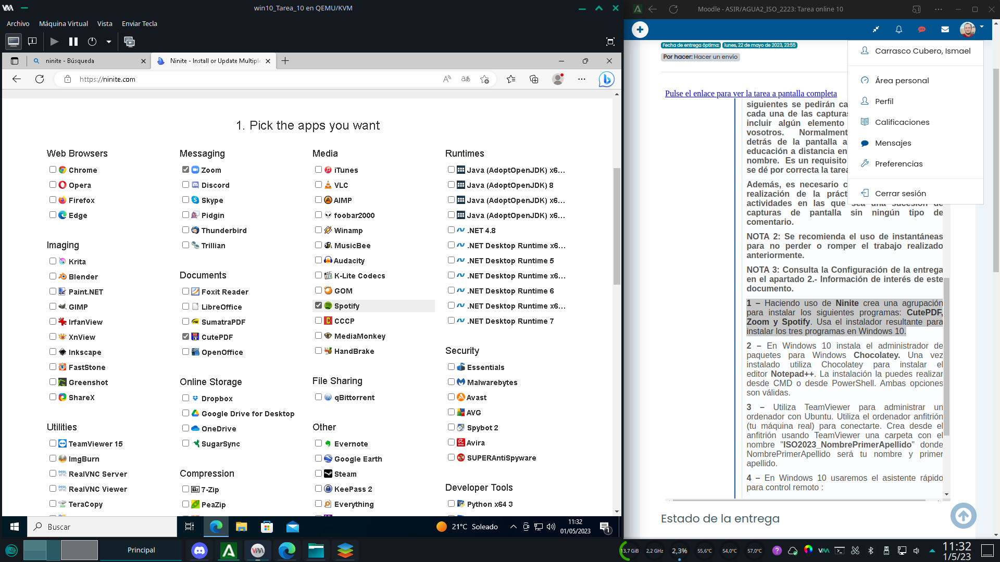 win10_Tarea_10 en QEMU/KVM
Archivo
Máquina Virtual
Vista
Enviar Tecla
ninite - Búsqueda
Ninite - Install or Update Multiple
https://ninite.com
1. Pick the apps you want
Web Browsers
Chrome
Opera
Firefox
Edge
Imaging
Krita
Blender
Paint.NET
GIMP
IrfanView
XnView
Inkscape
FastStone
Greenshot
ShareX
Utilities
TeamViewer 15
ImgBurn
RealVNC Server
RealVNC Viewer
TeraCopy
Messaging
Zoom
Discord
Skype
Pidgin
Thunderbird
Trillian
Documents
Foxit Reader
LibreOffice
SumatraPDF
CutePDF
OpenOffice
Online Storage
Dropbox
Google Drive for Desktop
OneDrive
SugarSync
Compression
7-Zip
PeaZip
Media
iTunes
VLC
AIMP
foobar2000
Winamp
MusicBee
Audacity
K-Lite Codecs
GOM
Spotify
CCCP
MediaMonkey
HandBrake
File Sharing
qBittorrent
Other
Evernote
Google Earth
Steam
KeePass 2
Everything
Runtimes
Java (AdoptOpenJDK) x6...
Java (AdoptOpenJDK) 8
Java (AdoptOpenJDK) x6...
Java (AdoptOpenJDK) x6...
.NET 4.8
.NET Desktop Runtime x6...
.NET Desktop Runtime 5
.NET Desktop Runtime x6...
.NET Desktop Runtime 6
.NET Desktop Runtime x6...
.NET Desktop Runtime 7
Security
Essentials
Malwarebytes
Avast
AVG
Spybot 2
Avira
SUPERAntiSpyware
Developer Tools
Python x64 3
Buscar
21°C Soleado
11:32
01/05/2023
1
Moodle - ASIR/AGUA2_ISO_2223: Tarea online 10
Fecha de entrega óptima: lunes, 22 de mayo de 2023, 23:55
Por hacer: Hacer un envío
Carrasco Cubero, Ismael
Área personal
Perfil
Calificaciones
Mensajes
Preferencias
Cerrar sesión
Pulse el enlace para ver la tarea a pantalla completa
siguientes se pedirán ca
cada una de las capturas
incluir algún elemento
vosotros. Normalment
detrás de la pantalla a
educación a distancia en
nombre. Es un requisito
se dé por correcta la tarea
Además, es necesario c
realización de la práct
actividades en las que sea una sucesión de
capturas de pantalla sin ningún tipo de
comentario.
NOTA 2: Se recomienda el uso de instantáneas
para no perder o romper el trabajo realizado
anteriormente.
NOTA 3: Consulta la Configuración de la entrega
en el apartado 2.- Información de interés de este
documento.
1 – Haciendo uso de Ninite crea una agrupación
para instalar los siguientes programas: CutePDF,
Zoom y Spotify. Usa el instalador resultante para
instalar los tres programas en Windows 10.
2 – En Windows 10 instala el administrador de
paquetes para Windows Chocolatey. Una vez
instalado utiliza Chocolatey para instalar el
editor Notepad++. La instalación la puedes realizar
desde CMD o desde PowerShell. Ambas opciones
son válidas.
3 – Utiliza TeamViewer para administrar un
ordenador con Ubuntu. Utiliza el ordenador anfitrión
(tu máquina real) para conectarte. Crea desde el
anfitrión usando TeamViewer una carpeta con el
nombre "ISO2023_NombrePrimerApellido" donde
NombrePrimerApellido será tu nombre y primer
apellido.
4 – En Windows 10 usaremos el asistente rápido
para control remoto :
Estado de la entrega
Principal
13,7 GiB
2,2 GHz
2,3%
55,6°C
54,0°C
57,0°C
11:32
1/5/23